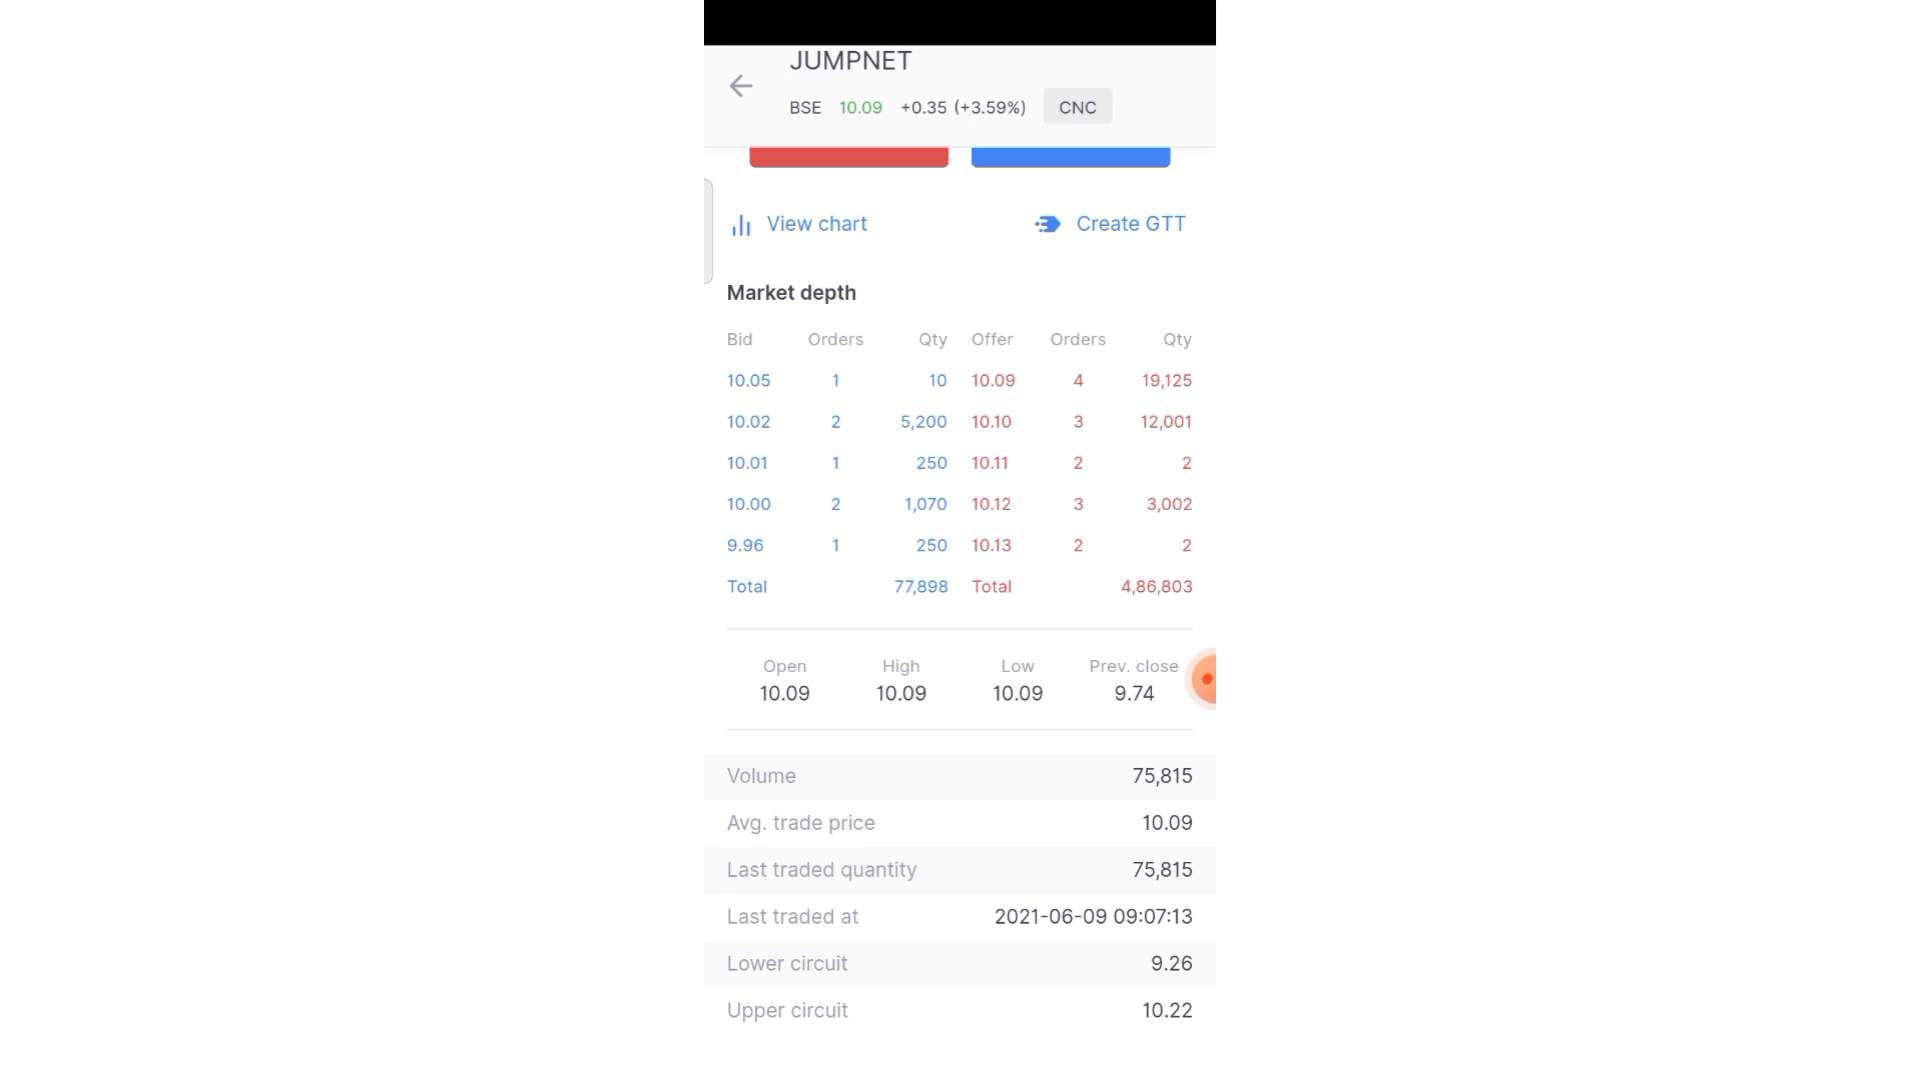 JUMPNET
BSE 10.09 +0.35 (+3.59%) CNC
View chart Create GTT
Market depth
Bid Orders Qty Offer Orders Qty
10.05 1 10 10.09 4 19,125
10.02 2 5,200 10.10 3 12,001
10.01 1 250 10.11 2 2
10.00 2 1,070 10.12 3 3,002
9.96 1 250 10.13 2 2
Total 77,898 Total 4,86,803
Open High Low Prev. close
10.09 10.09 10.09 9.74
Volume 75,815
Avg. trade price 10.09
Last traded quantity 75,815
Last traded at 2021-06-09 09:07:13
Lower circuit 9.26
Upper circuit 10.22